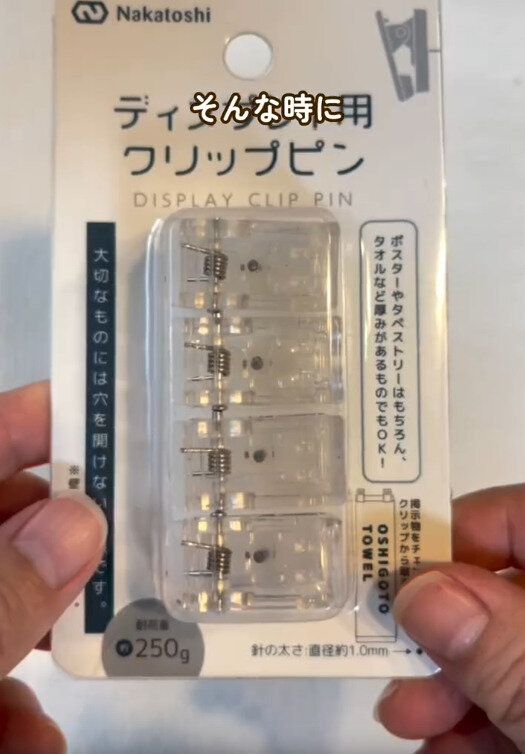 Nakatoshi
そんな時に
ディ
用
クリップピン
DISPLAY CLIP PIN
ポスターやタペストリーはもちろん、
タオルなど厚みがあるものでもOK!
大切なものには穴を開けない
です。
掲示物をチェ
クリップから
OSHIGOTO
TOWEL
耐荷重
約250g
針の太さ:直径約1.0mm